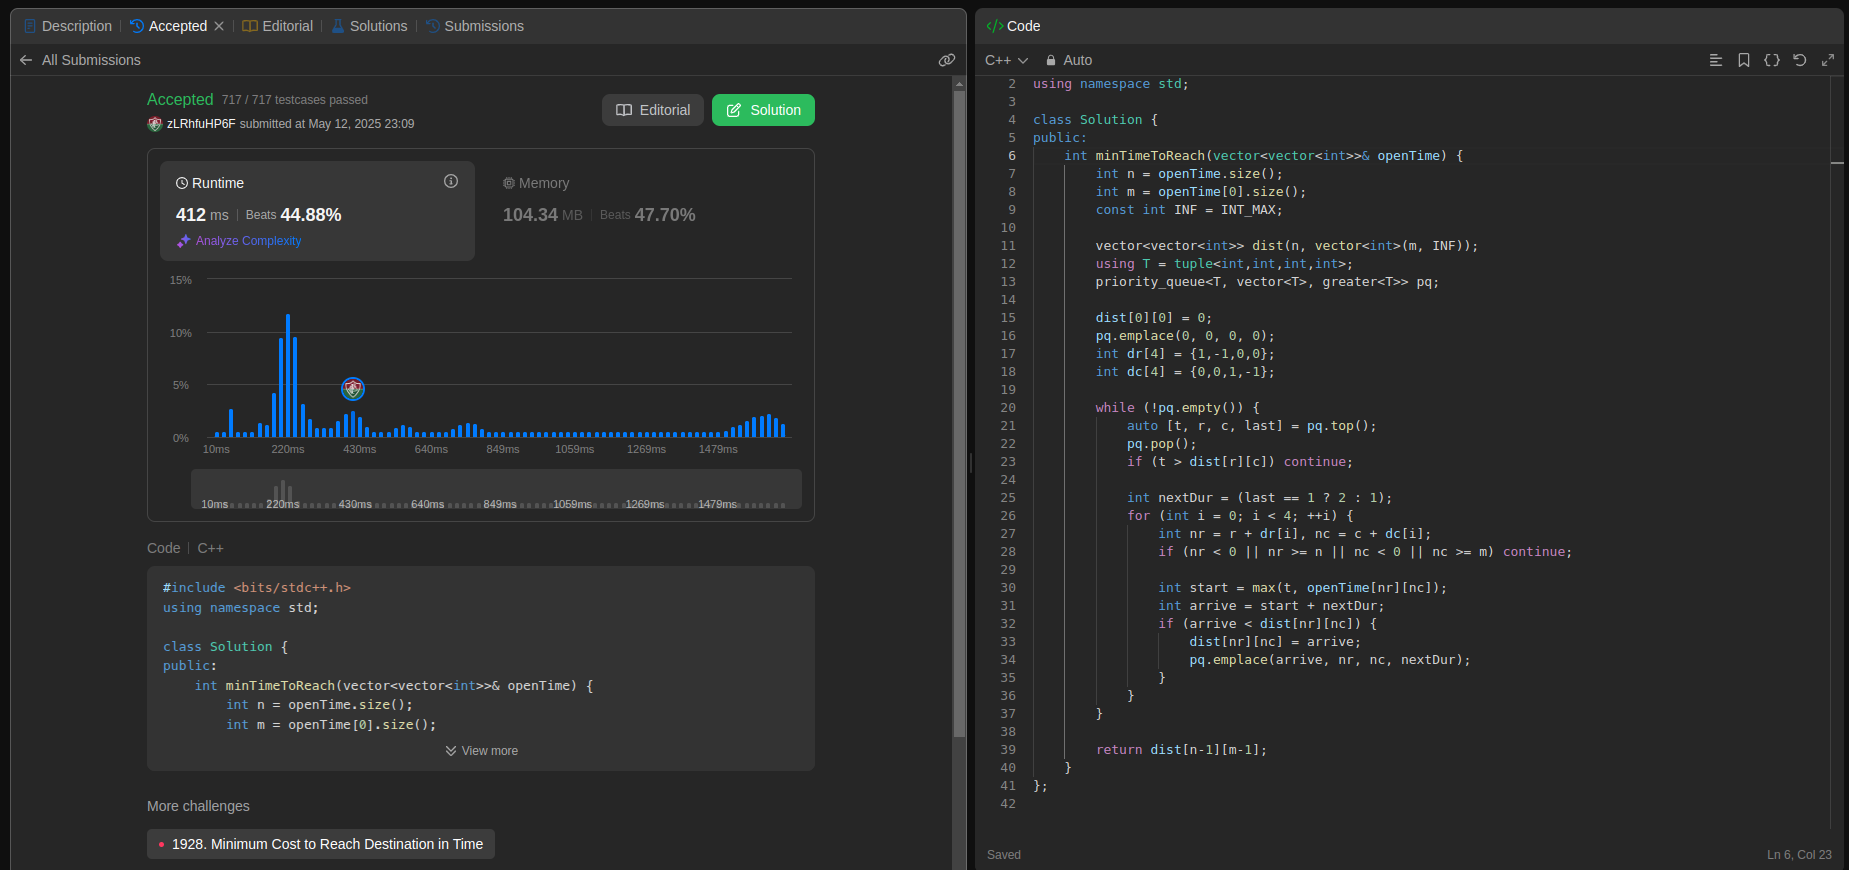 Description | Accepted | Editorial | Solutions | Submissions
All Submissions
Accepted 717 / 717 testcases passed
zLRhfuHP6F submitted at May 12, 2025 23:09
Editorial
Solution
Runtime
412 ms | Beats 44.88%
Analyze Complexity
Memory
104.34 MB | Beats 47.70%
15%
10%
5%
0%
10ms 220ms 430ms 640ms 849ms 1059ms 1269ms 1479ms
10ms 220ms 430ms 640ms 849ms 1059ms 1269ms 1479ms
Code | C++
#include <bits/stdc++.h>
using namespace std;
class Solution {
public:
    int minTimeToReach(vector<vector<int>>& openTime) {
        int n = openTime.size();
        int m = openTime[0].size();
View more
More challenges
1928. Minimum Cost to Reach Destination in Time
</> Code
C++ Auto
2 using namespace std;
3
4 class Solution {
5 public:
6     int minTimeToReach(vector<vector<int>>& openTime) {
7         int n = openTime.size();
8         int m = openTime[0].size();
9         const int INF = INT_MAX;
10
11         vector<vector<int>> dist(n, vector<int>(m, INF));
12         using T = tuple<int,int,int,int>;
13         priority_queue<T, vector<T>, greater<T>> pq;
14
15         dist[0][0] = 0;
16         pq.emplace(0, 0, 0, 0);
17         int dr[4] = {1,-1,0,0};
18         int dc[4] = {0,0,1,-1};
19
20         while (!pq.empty()) {
21             auto [t, r, c, last] = pq.top();
22             pq.pop();
23             if (t > dist[r][c]) continue;
24
25             int nextDur = (last == 1 ? 2 : 1);
26             for (int i = 0; i < 4; ++i) {
27                 int nr = r + dr[i], nc = c + dc[i];
28                 if (nr < 0 || nr >= n || nc < 0 || nc >= m) continue;
29
30                 int start = max(t, openTime[nr][nc]);
31                 int arrive = start + nextDur;
32                 if (arrive < dist[nr][nc]) {
33                     dist[nr][nc] = arrive;
34                     pq.emplace(arrive, nr, nc, nextDur);
35                 }
36             }
37         }
38
39         return dist[n-1][m-1];
40     }
41 };
42
Saved
Ln 6, Col 23